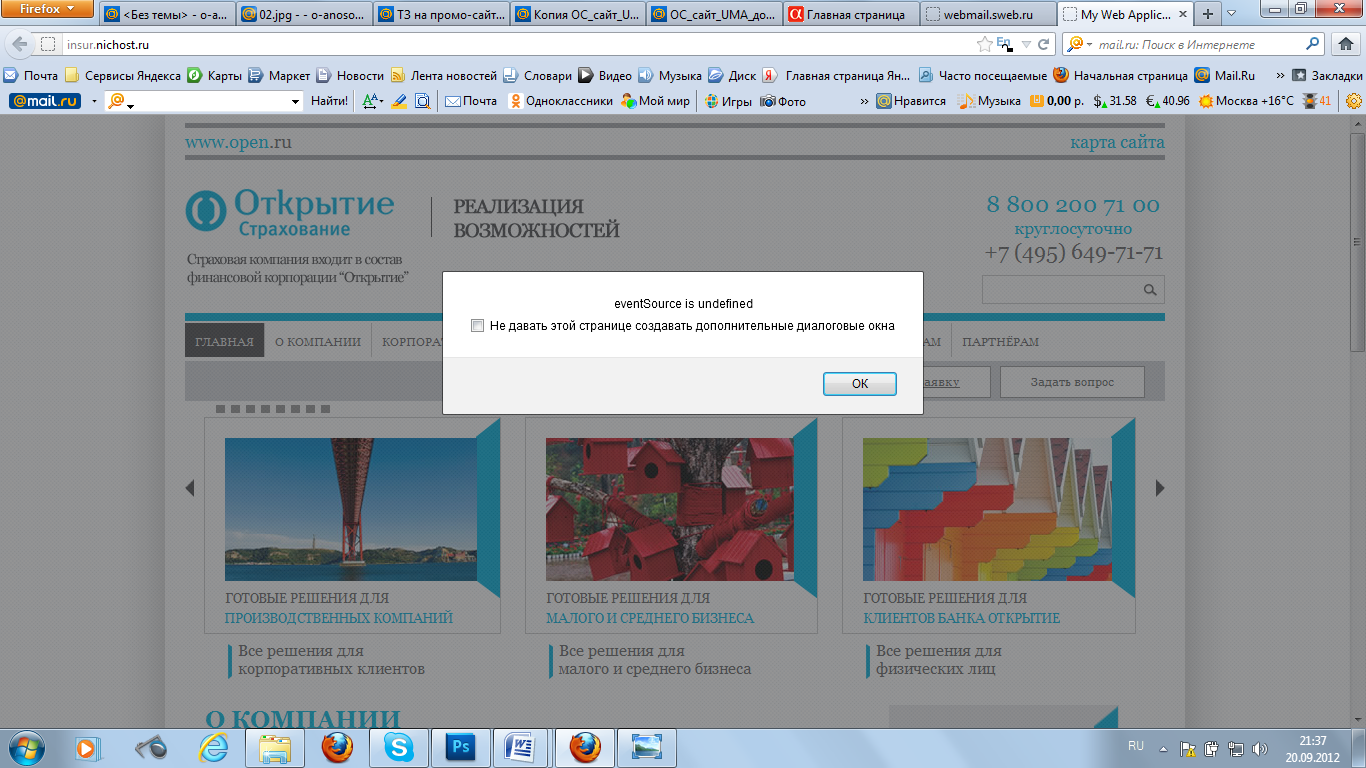 Firefox
<Без темы> - o-a...
02.jpg - - o-anoso...
ТЗ на промо-сайт...
Копия ОС_сайт_U...
ОС_сайт_UMA_до...
Главная страница
webmail.sweb.ru
My Web Applic...
insur.nichost.ru
mail.ru: Поиск в Интернете
Почта Сервисы Яндекса Карты Маркет Новости Лента новостей Словари Видео Музыка Диск Главная страница Ян... Часто посещаемые Начальная страница Mail.Ru » Закладки
@mail.ru Найти! Почта Одноклассники Мой мир Игры Фото » Нравится Музыка 0,00 р. $ 31.58 € 40.96 Москва +16°C 41
www.open.ru
карта сайта
Открытие
Страхование
РЕАЛИЗАЦИЯ
ВОЗМОЖНОСТЕЙ
8 800 200 71 00
круглосуточно
+7 (495) 649-71-71
Страховая компания входит в состав
финансовой корпорации “Открытие”
eventSource is undefined
Не давать этой странице создавать дополнительные диалоговые окна
OK
ГЛАВНАЯ О КОМПАНИИ КОРПОРА АМ ПАРТНЁРАМ
аявку Задать вопрос
ГОТОВЫЕ РЕШЕНИЯ ДЛЯ
ПРОИЗВОДСТВЕННЫХ КОМПАНИЙ
ГОТОВЫЕ РЕШЕНИЯ ДЛЯ
МАЛОГО И СРЕДНЕГО БИЗНЕСА
ГОТОВЫЕ РЕШЕНИЯ ДЛЯ
КЛИЕНТОВ БАНКА ОТКРЫТИЕ
Все решения для
корпоративных клиентов
Все решения для
малого и среднего бизнеса
Все решения для
физических лиц
О КОМПАНИИ
RU
21:37
20.09.2012